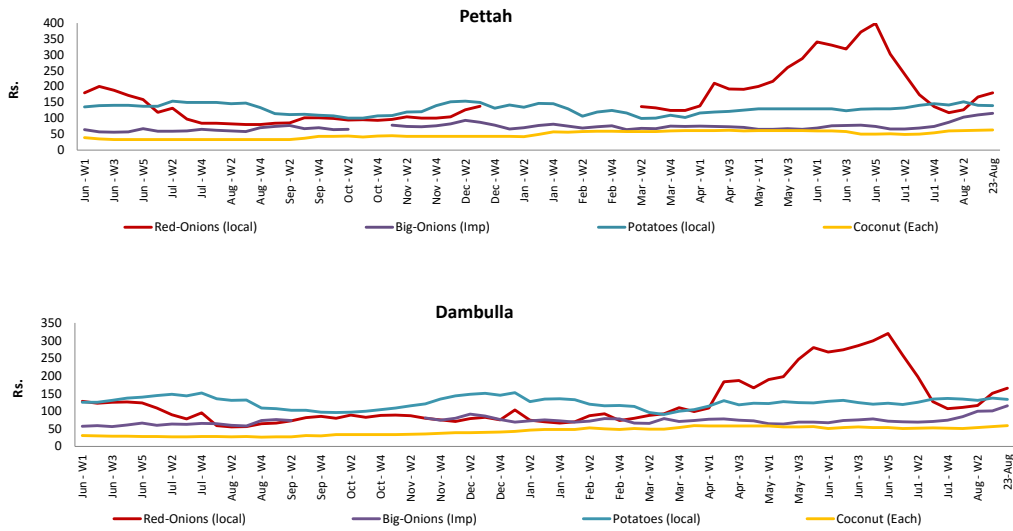 Pettah
Rs.
400
350
300
250
200
150
100
50
0
Jun - W1
Jun - W3
Jun - W5
Jul - W2
Jul - W4
Aug - W2
Aug - W4
Sep - W2
Sep - W4
Oct - W2
Oct - W4
Nov - W2
Nov - W4
Dec - W2
Dec - W4
Jan - W2
Jan - W4
Feb - W2
Feb - W4
Mar - W2
Mar - W4
Apr - W1
Apr - W3
May - W1
May - W3
Jun - W1
Jun - W3
Jun - W5
Ju1 - W2
Ju1 - W4
Aug - W2
23-Aug
Red-Onions (local) Big-Onions (Imp) Potatoes (local) Coconut (Each)
Dambulla
Rs.
350
300
250
200
150
100
50
0
Jun - W1
Jun - W3
Jun - W5
Jul - W2
Jul - W4
Aug - W2
Aug - W4
Sep - W2
Sep - W4
Oct - W2
Oct - W4
Nov - W2
Nov - W4
Dec - W2
Dec - W4
Jan - W2
Jan - W4
Feb - W2
Feb - W4
Mar - W2
Mar - W4
Apr - W1
Apr - W3
May - W1
May - W3
Jun - W1
Jun - W3
Jun - W5
Ju1 - W2
Ju1 - W4
Aug - W2
23-Aug
Red-Onions (local) Big-Onions (Imp) Potatoes (local) Coconut (Each)